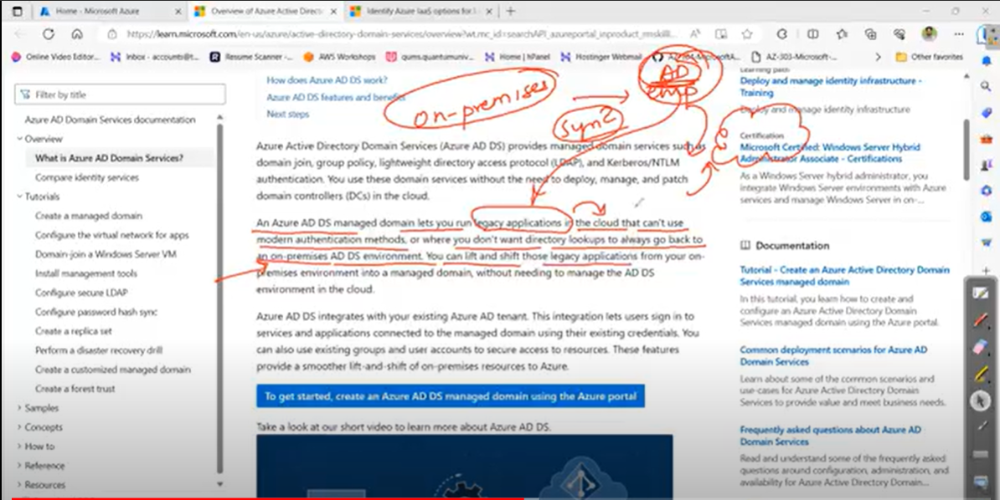 Home - Microsoft Azure
Overview of Azure Active Direct
Identify Azure IaaS options for
https://learn.microsoft.com/en-us/azure/active-directory-domain-services/overview?wt.mc_id=searchAPI_azureportal_inproduct_rmskill...
Online Video Editor...
Inbox - accounts@t...
Resume Scanner -...
AWS Workshops
qums.quantumuniv...
Home | hPanel
Hostinger Webmail
AZ-303-Microsoft-...
Other favorites
Filter by title
Azure AD Domain Services documentation
Overview
What is Azure AD Domain Services?
Compare identity services
Tutorials
Create a managed domain
Configure the virtual networks for apps
Domain-join a Windows Server VM
Install management tools
Configure secure LDAP
Configure password hash sync
Create a replica set
Perform a disaster recovery drill
Create a customized managed domain
Create a forest trust
Samples
Concepts
How to
Reference
Resources
How does Azure AD DS work?
Azure AD DS features and benefits
Next steps
on-premises
AD
Azure Active Directory Domain Services (Azure AD DS) provides managed domain services such as
domain join, group policy, lightweight directory access protocol (LDAP), and Kerberos/NTLM
authentication. You use these domain services without the need to deploy, manage, and patch
domain controllers (DCs) in the cloud.
An Azure AD DS managed domain lets you run legacy applications in the cloud that can't use
modern authentication methods, or where you don't want directory lookups to always go back to
an on-premises AD DS environment. You can lift and shift those legacy applications from your on-
premises environment into a managed domain, without needing to manage the AD DS
environment in the cloud.
Azure AD DS integrates with your existing Azure AD tenant. This integration lets users sign in to
services and applications connected to the managed domain using their existing credentials. You
can also use existing groups and user accounts to secure access to resources. These features
provide a smoother lift-and-shift of on-premises resources to Azure.
To get started, create an Azure AD DS managed domain using the Azure portal
Take a look at our short video to learn more about Azure AD DS.
Learning path
Deploy and manage identity infrastructure -
Training
Deploy and manage identity infrastructure
Certification
Microsoft Certified: Windows Server Hybrid
Administrator Associate - Certifications
As a Windows Server hybrid administrator, you
integrate Windows Server environments with Azure
services and manage Windows Server in on-...
Documentation
Tutorial - Create an Azure Active Directory Domain
Services managed domain
In this tutorial, you learn how to create and
configure an Azure Active Directory Domain
Services managed domain using the Azure portal.
Common deployment scenarios for Azure AD
Domain Services
Learn about some of the common scenarios and
use-cases for Azure Active Directory Domain
Services to provide value and meet business needs.
Frequently asked questions about Azure AD
Domain Services
Read and understand some of the frequently asked
questions around configuration, administration, and
availability for Azure Active Directory Domain...